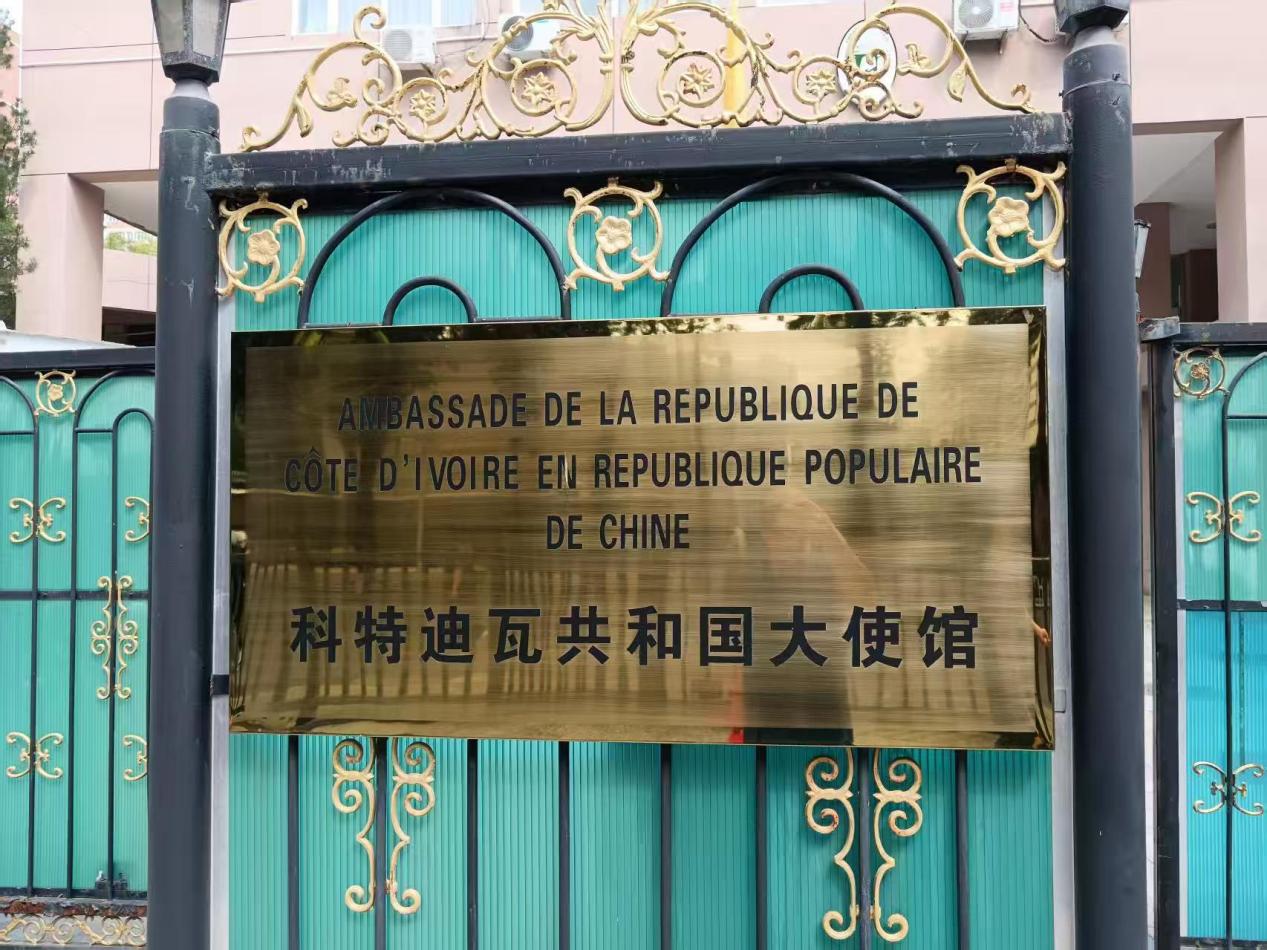 AMBASSADE DE LA REPUBLIQUE DE
CÔTE D'IVOIRE EN REPUBLIQUE POPULAIRE
DE CHINE
科特迪瓦共和国大使馆